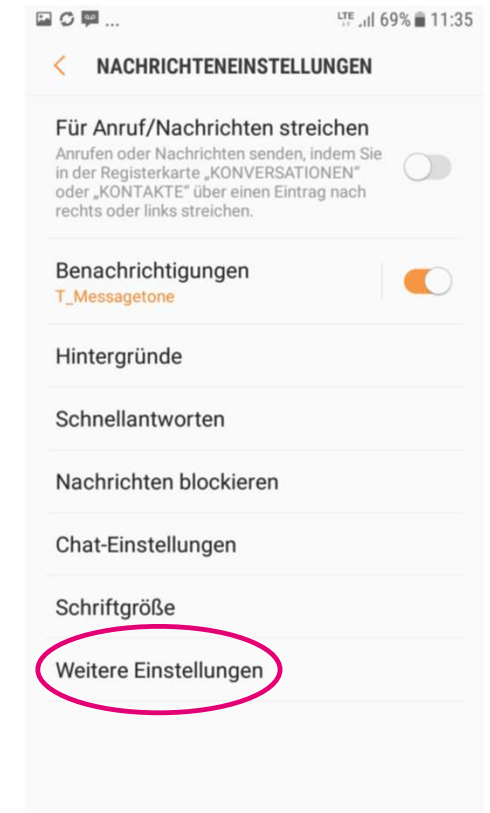 ... LTE 69% 11:35
NACHRICHTENEINSTELLUNGEN
Für Anruf/Nachrichten streichen
Anrufen oder Nachrichten senden, indem Sie
in der Registerkarte „KONVERSATIONEN"
oder „KONTAKTE" über einen Eintrag nach
rechts oder links streichen.
Benachrichtigungen
T_Messagetone
Hintergründe
Schnellantworten
Nachrichten blockieren
Chat-Einstellungen
Schriftgröße
Weitere Einstellungen